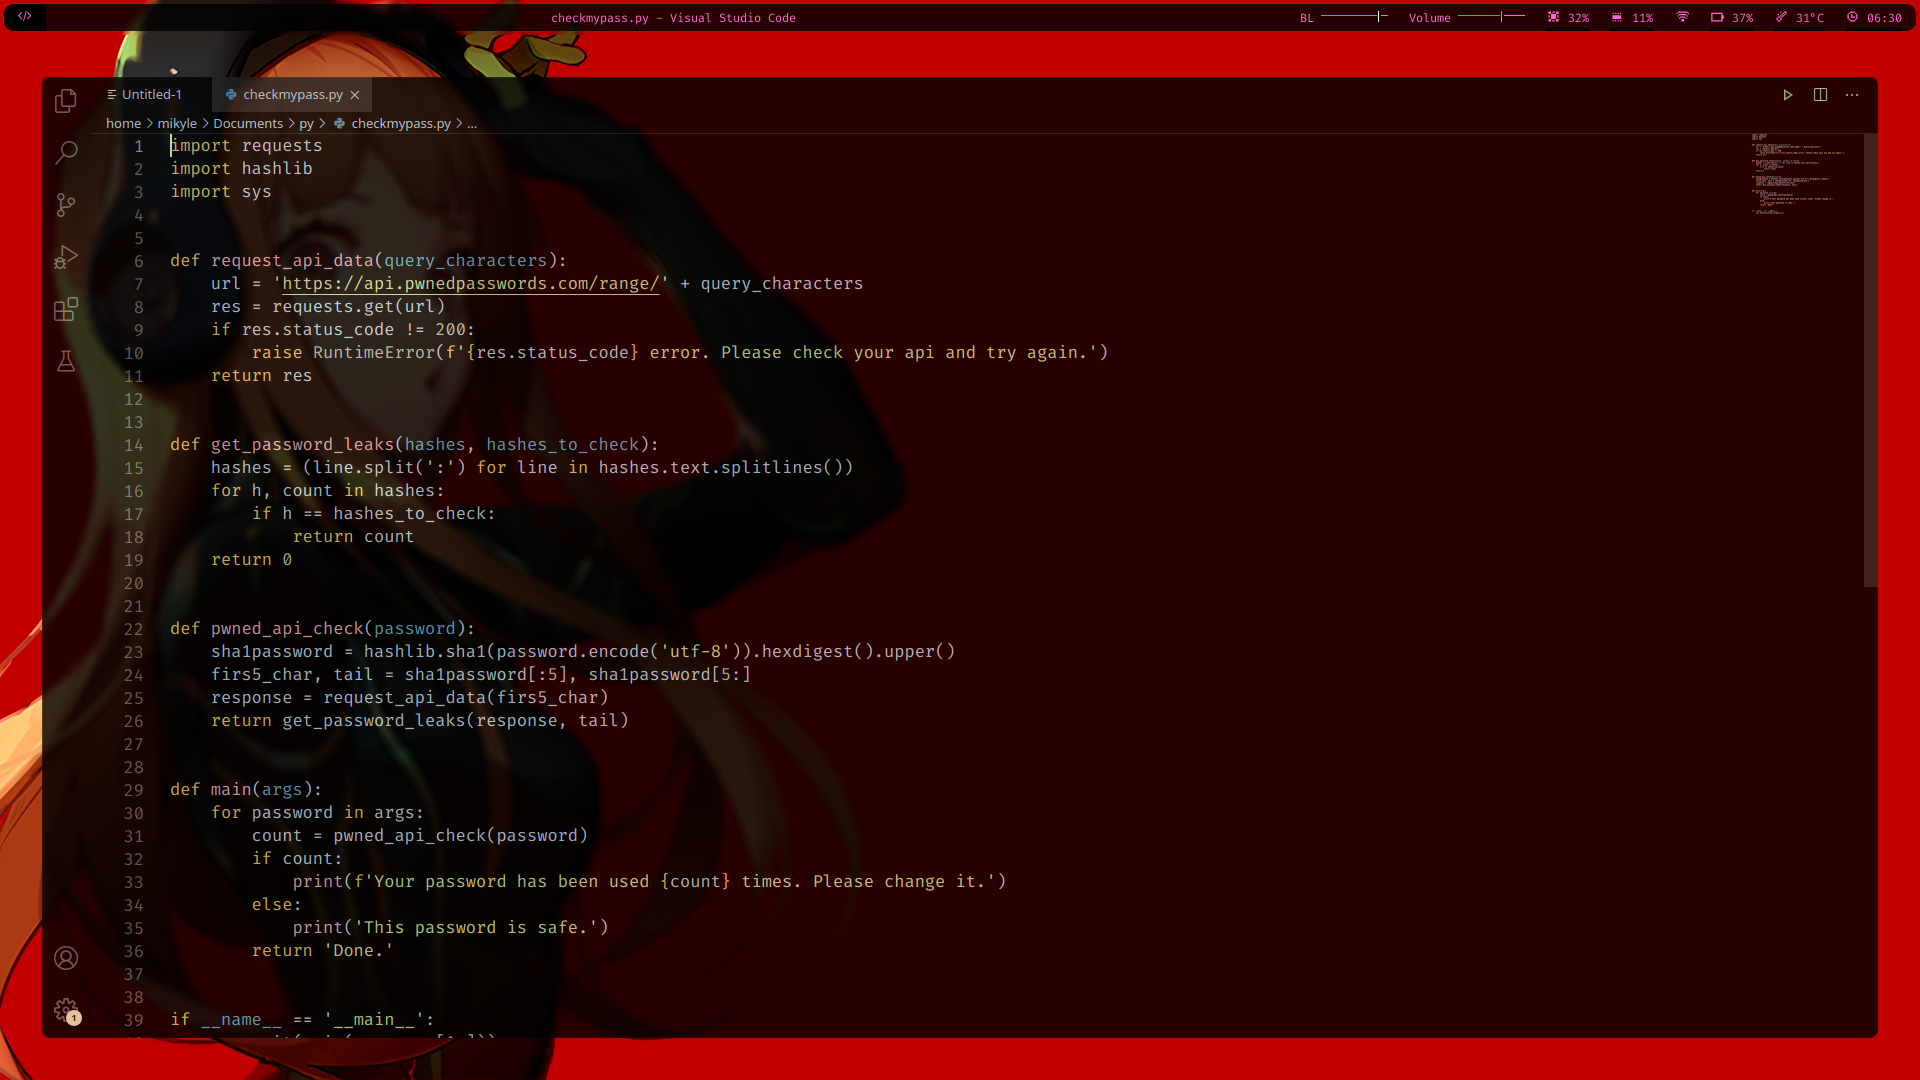 </> checkmypass.py - Visual Studio Code BL Volume 32% 11% 37% 31°C 06:30
Untitled-1 checkmypass.py
home > mikyle > Documents > py > checkmypass.py > ...
1 import requests
2 import hashlib
3 import sys
4
5
6 def request_api_data(query_characters):
7     url = 'https://api.pwnedpasswords.com/range/' + query_characters
8     res = requests.get(url)
9     if res.status_code != 200:
10         raise RuntimeError(f'{res.status_code} error. Please check your api and try again.')
11     return res
12
13
14 def get_password_leaks(hashes, hashes_to_check):
15     hashes = (line.split(':') for line in hashes.text.splitlines())
16     for h, count in hashes:
17         if h == hashes_to_check:
18             return count
19     return 0
20
21
22 def pwned_api_check(password):
23     sha1password = hashlib.sha1(password.encode('utf-8')).hexdigest().upper()
24     firs5_char, tail = sha1password[:5], sha1password[5:]
25     response = request_api_data(firs5_char)
26     return get_password_leaks(response, tail)
27
28
29 def main(args):
30     for password in args:
31         count = pwned_api_check(password)
32         if count:
33             print(f'Your password has been used {count} times. Please change it.')
34         else:
35             print('This password is safe.')
36         return 'Done.'
37
38
39 if __name__ == '__main__':
1